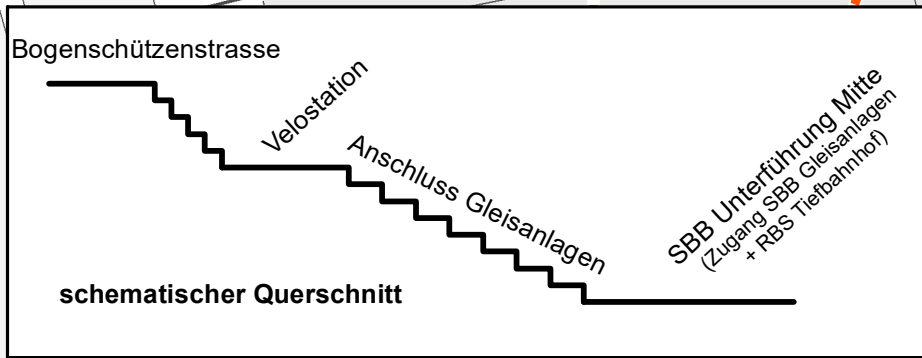 Bogenschützenstrasse
Velostation
Anschluss Gleisanlagen
SBB Unterführung Mitte
(Zugang SBB Gleisanlagen
+ RBS Tiefbahnhof)
schematischer Querschnitt